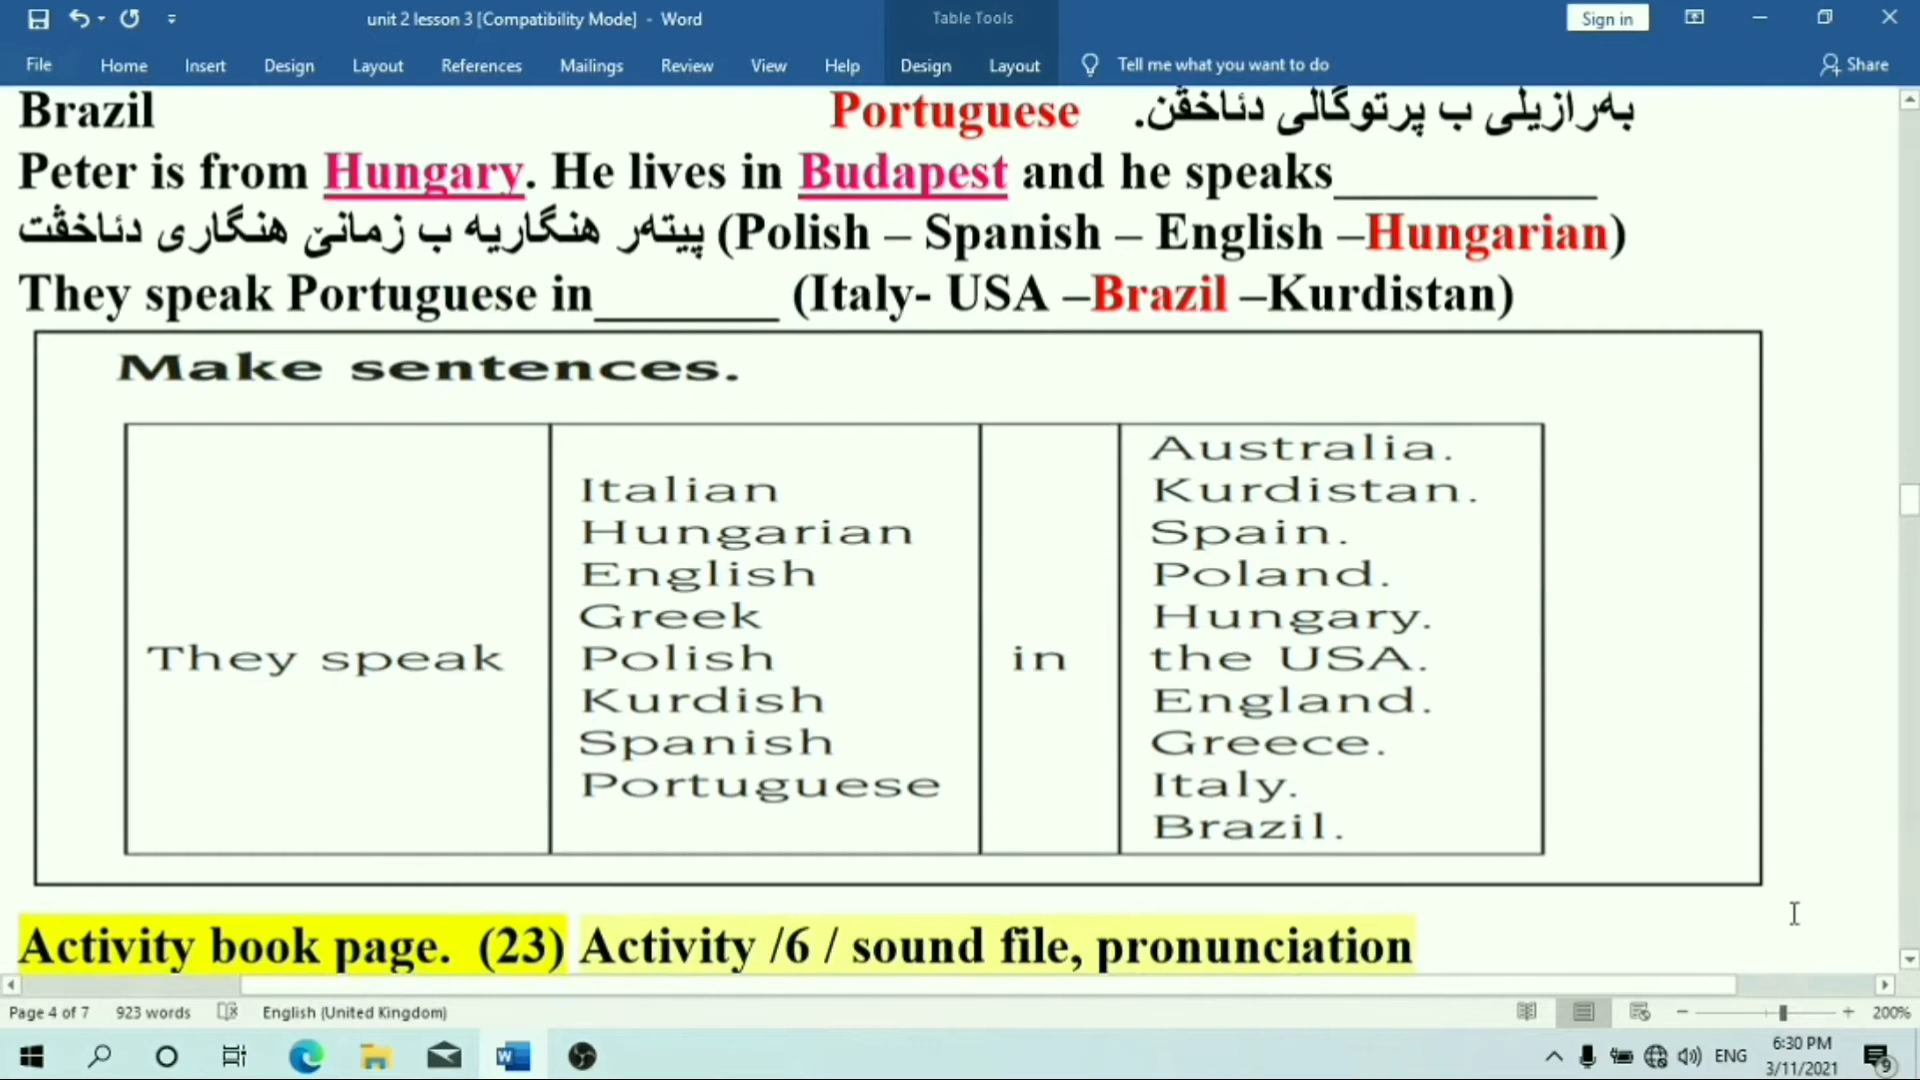 unit 2 lesson 3 [Compatibility Mode] - Word
Table Tools
Sign in
File Home Insert Design Layout References Mailings Review View Help Design Layout Tell me what you want to do Share
Brazil Portuguese بەرازیلی ب پرتوگالی دئاخڤن.
Peter is from Hungary. He lives in Budapest and he speaks__________
پیتەر هنگاریە ب زمانێ هنگاری دئاخڤت (Polish – Spanish – English –Hungarian)
They speak Portuguese in_______ (Italy- USA –Brazil –Kurdistan)
Make sentences.
They speak
Italian
Hungarian
English
Greek
Polish
Kurdish
Spanish
Portuguese
in
Australia.
Kurdistan.
Spain.
Poland.
Hungary.
the USA.
England.
Greece.
Italy.
Brazil.
Activity book page. (23) Activity /6 / sound file, pronunciation
Page 4 of 7 923 words English (United Kingdom) 200%
ENG
6:30 PM
3/11/2021
9